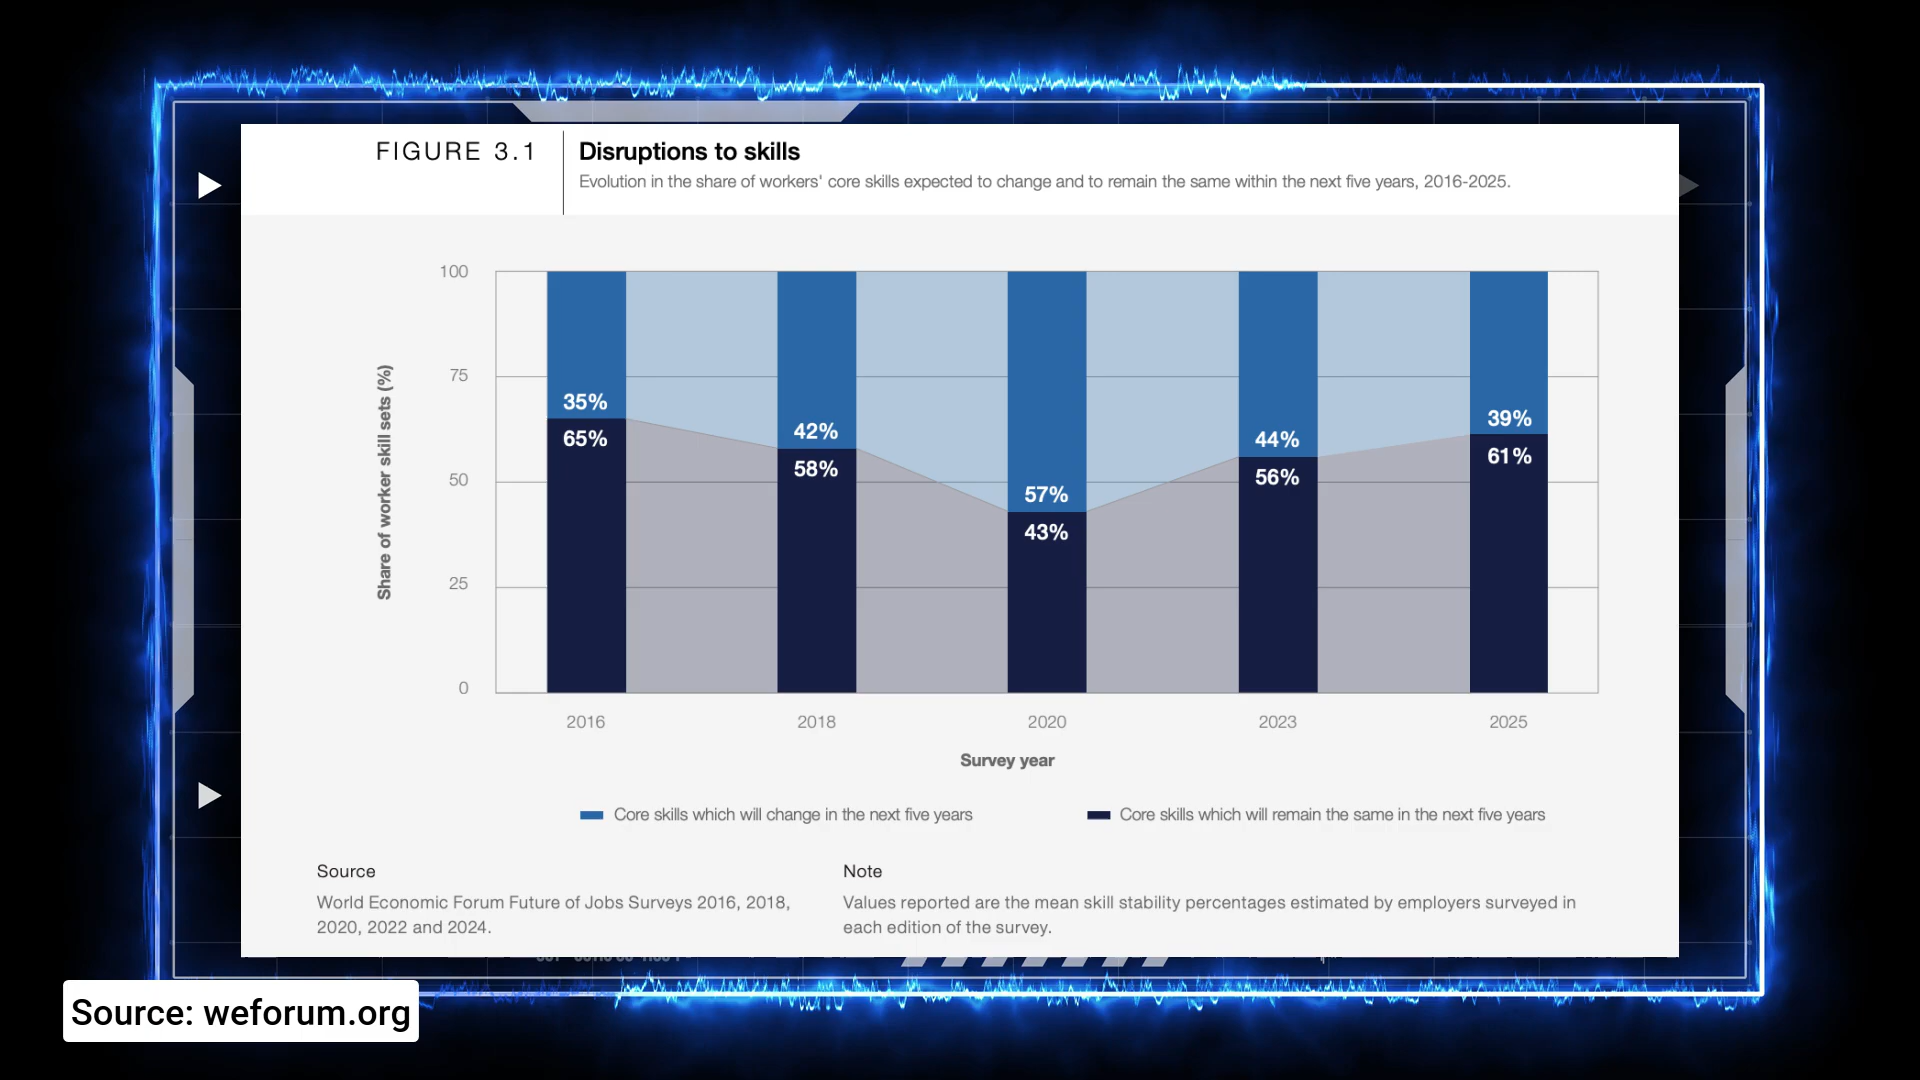 FIGURE 3.1
Disruptions to skills
Evolution in the share of workers' core skills expected to change and to remain the same within the next five years, 2016-2025.
Share of worker skill sets (%)
100
75
50
25
0
35%
65%
42%
58%
57%
43%
44%
56%
39%
61%
2016
2018
2020
2023
2025
Survey year
Core skills which will change in the next five years
Core skills which will remain the same in the next five years
Source
World Economic Forum Future of Jobs Surveys 2016, 2018,
2020, 2022 and 2024.
Note
Values reported are the mean skill stability percentages estimated by employers surveyed in
each edition of the survey.
Source: weforum.org